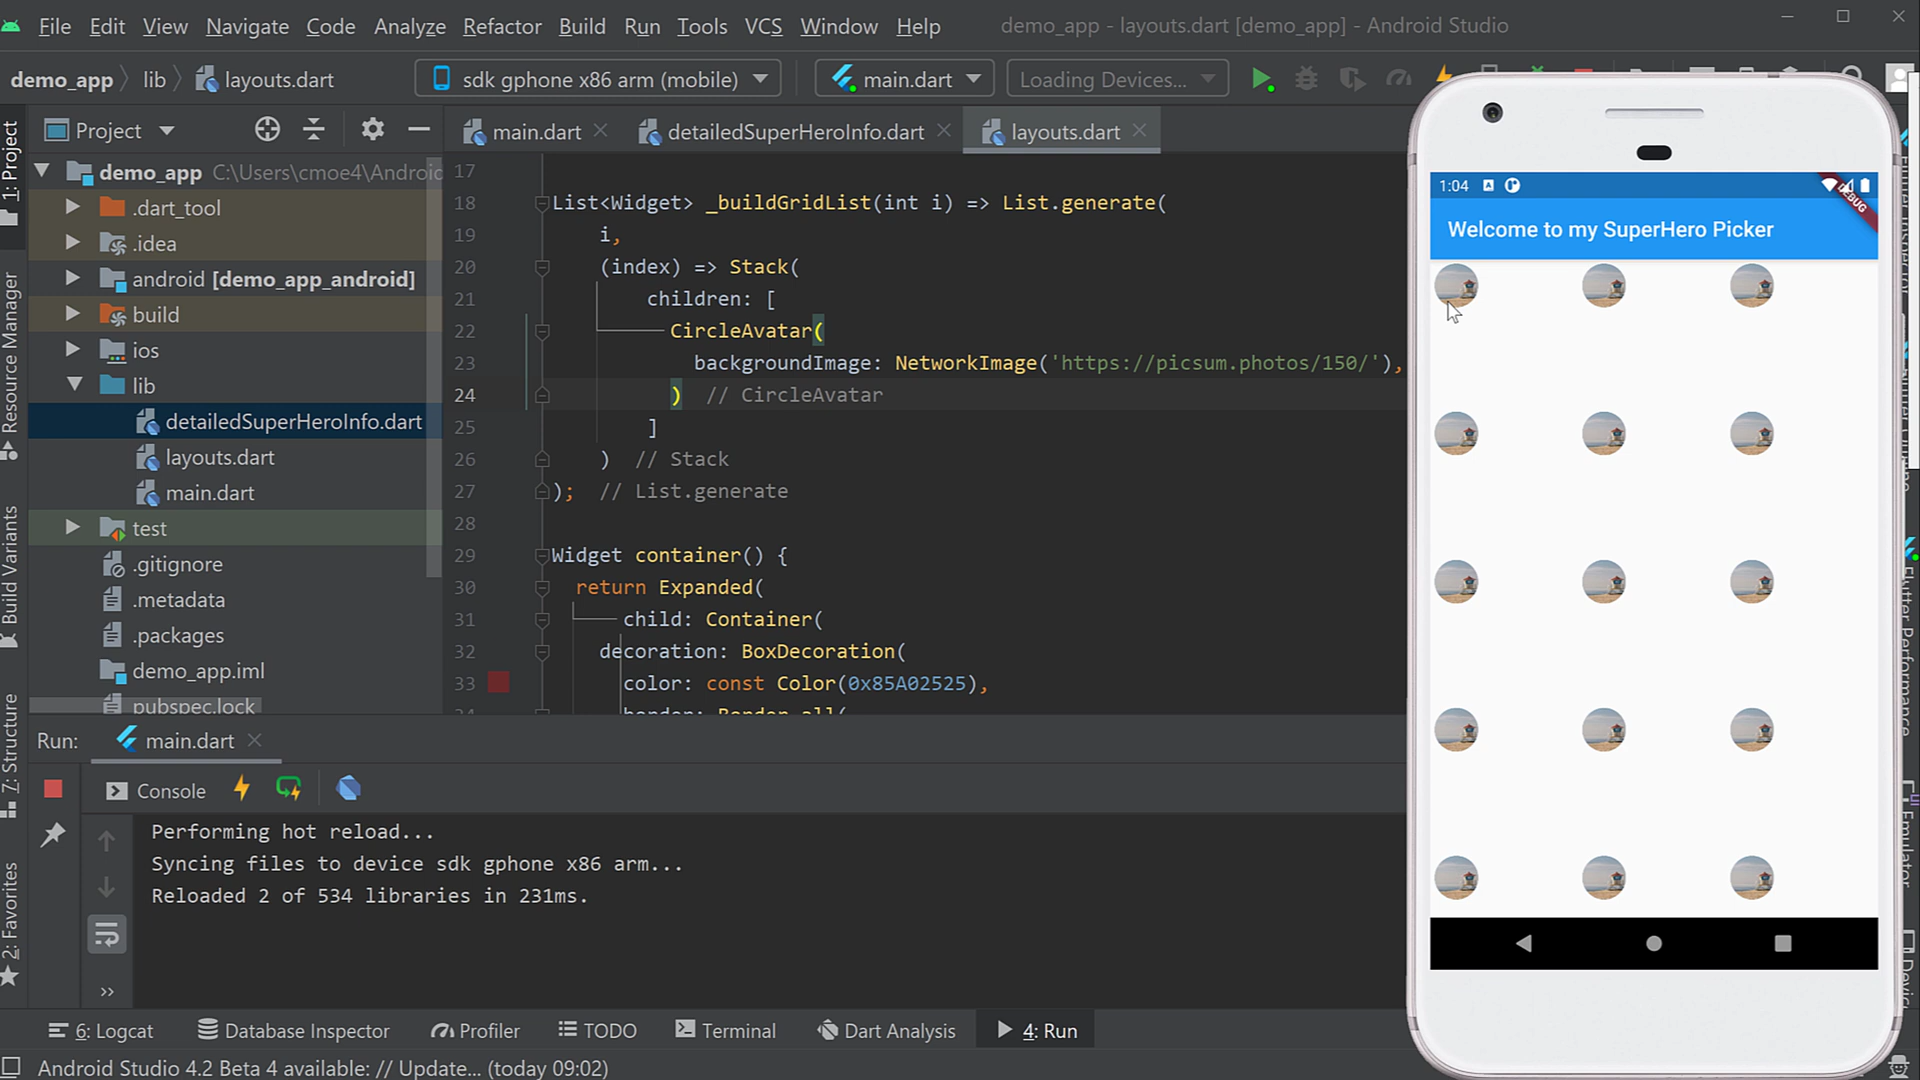 File Edit View Navigate Code Analyze Refactor Build Run Tools VCS Window Help demo_app - layouts.dart [demo_app] - Android Studio
demo_app lib layouts.dart sdk gphone x86 arm (mobile) main.dart Loading Devices...
Project
main.dart detailedSuperHeroInfo.dart layouts.dart
1: Project
Resource Manager
Build Variants
7: Structure
2: Favorites
demo_app C:\Users\cmoe4\Android
.dart_tool
.idea
android [demo_app_android]
build
ios
lib
detailedSuperHeroInfo.dart
layouts.dart
main.dart
test
.gitignore
.metadata
.packages
demo_app.iml
pubspec.lock
17
18 List<Widget> _buildGridList(int i) => List.generate(
19 i,
20 (index) => Stack(
21 children: [
22 CircleAvatar(
23 backgroundImage: NetworkImage('https://picsum.photos/150/'),
24 ) // CircleAvatar
25 ]
26 ) // Stack
27 ); // List.generate
28
29 Widget container() {
30 return Expanded(
31 child: Container(
32 decoration: BoxDecoration(
33 color: const Color(0x85A02525),
34 border: Border.all(
1:04
DEBUG
Welcome to my SuperHero Picker
Performance
Emulator
Run: main.dart
Console
Performing hot reload...
Syncing files to device sdk gphone x86 arm...
Reloaded 2 of 534 libraries in 231ms.
6: Logcat Database Inspector Profiler TODO Terminal Dart Analysis 4: Run
Android Studio 4.2 Beta 4 available: // Update... (today 09:02)